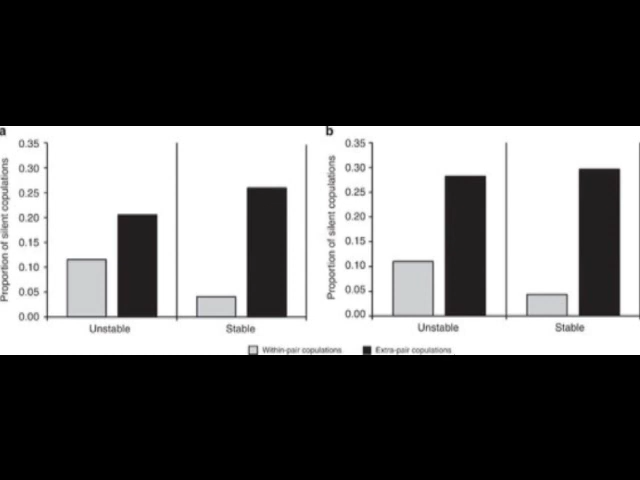 a
Proportion of silent copulations
0.35
0.30
0.25
0.20
0.15
0.10
0.05
0.00
Unstable
Stable
b
Proportion of silent copulations
0.35
0.30
0.25
0.20
0.15
0.10
0.05
0.00
Unstable
Stable
Within-pair copulations
Extra-pair copulations